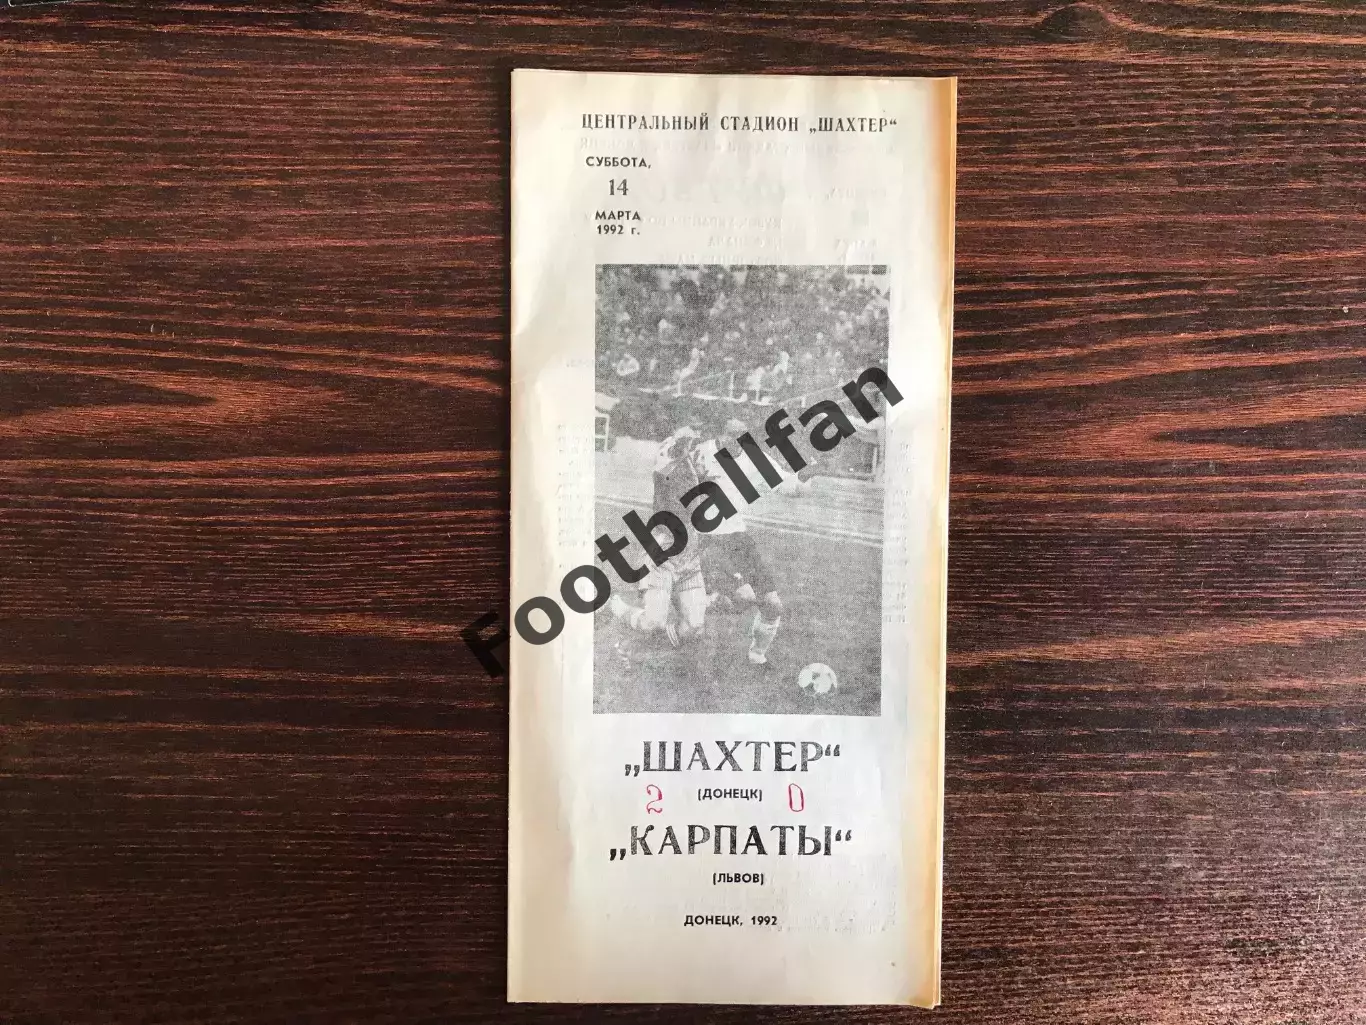 ЦЕНТРАЛЬНЫЙ СТАДИОН „ШАХТЕР“
СУББОТА,
14
МАРТА
1992 г.
Footballfan
„ШАХТЕР“
(ДОНЕЦК)
2 0
„КАРПАТЫ“
(ЛЬВОВ)
ДОНЕЦК, 1992